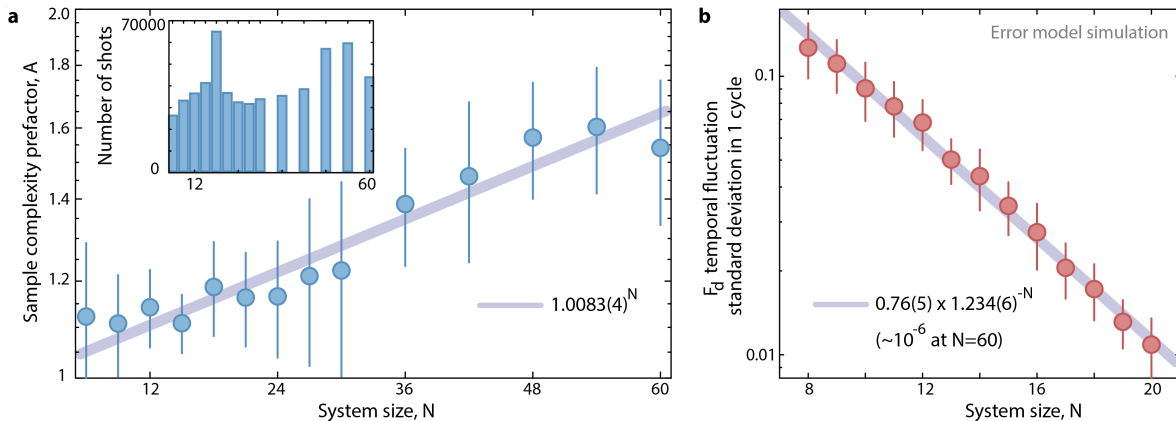 a
2.0
1.8
1.6
1.4
1.2
1
Sample complexity prefactor, A
70000
0
Number of shots
12
60
1.0083(4)^N
12
24
36
48
60
System size, N
b
Error model simulation
0.1
0.01
F_d temporal fluctuation
standard deviation in 1 cycle
0.76(5) x 1.234(6)^-N
(~10^-6 at N=60)
8
10
12
14
16
18
20
System size, N